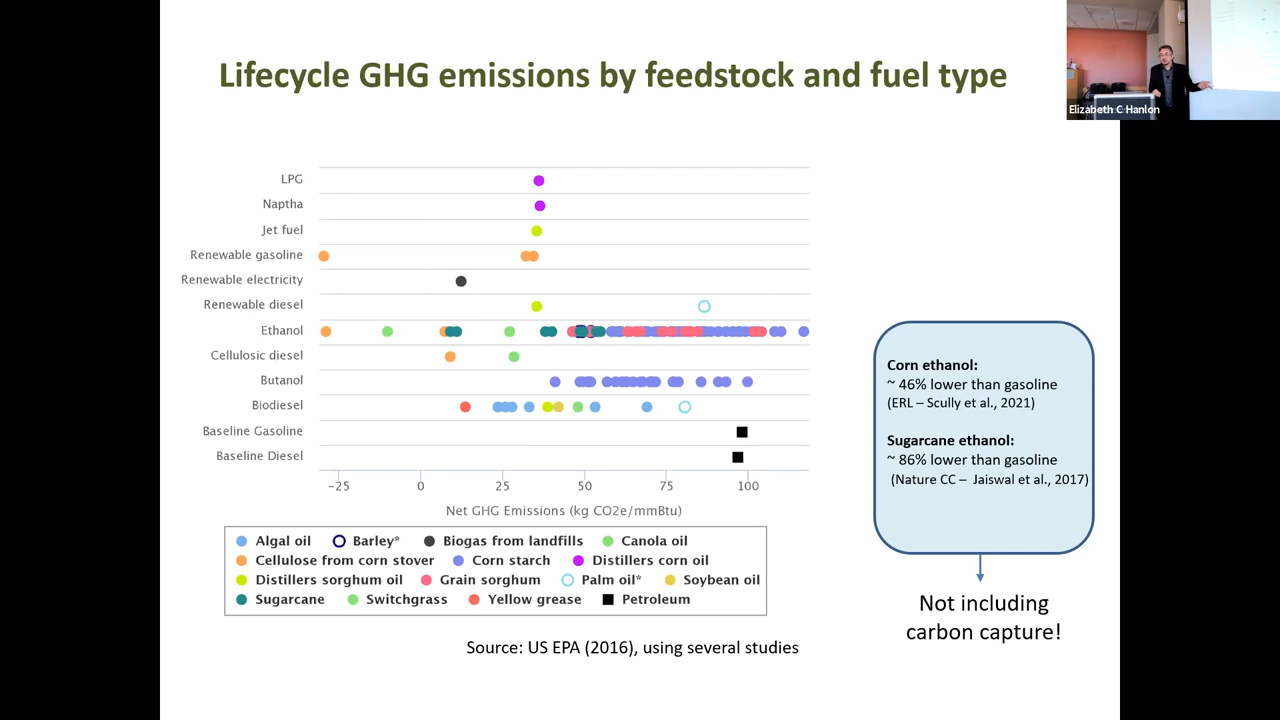 Lifecycle GHG emissions by feedstock and fuel type
Elizabeth C Hanlon
LPG
Naptha
Jet fuel
Renewable gasoline
Renewable electricity
Renewable diesel
Ethanol
Cellulosic diesel
Butanol
Biodiesel
Baseline Gasoline
Baseline Diesel
−25 0 25 50 75 100
Net GHG Emissions (kg CO2e/mmBtu)
Algal oil Barley* Biogas from landfills Canola oil
Cellulose from corn stover Corn starch Distillers corn oil
Distillers sorghum oil Grain sorghum Palm oil* Soybean oil
Sugarcane Switchgrass Yellow grease Petroleum
Source: US EPA (2016), using several studies
Corn ethanol:
~ 46% lower than gasoline
(ERL – Scully et al., 2021)
Sugarcane ethanol:
~ 86% lower than gasoline
(Nature CC – Jaiswal et al., 2017)
Not including
carbon capture!